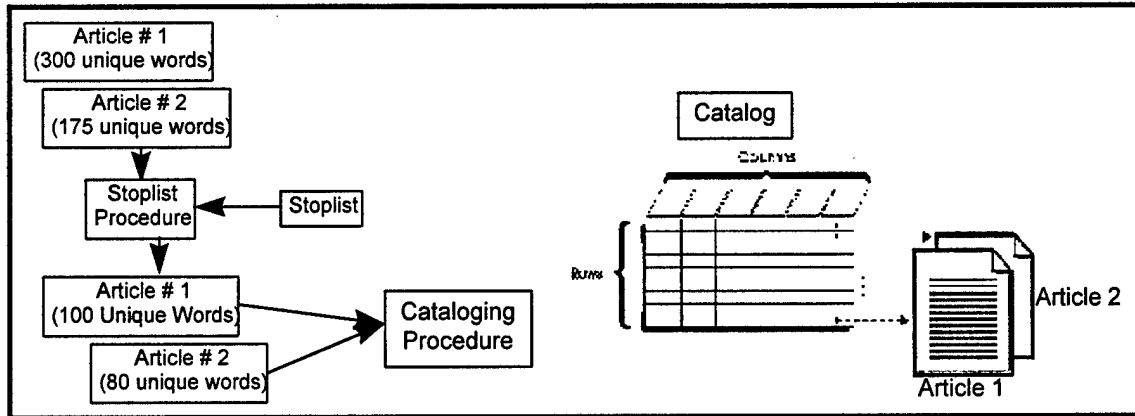 Article # 1
(300 unique words)
Article # 2
(175 unique words)
Stoplist
Procedure
Stoplist
Article # 1
(100 Unique Words)
Article # 2
(80 unique words)
Cataloging
Procedure
Catalog
Rows
Article 2
Article 1